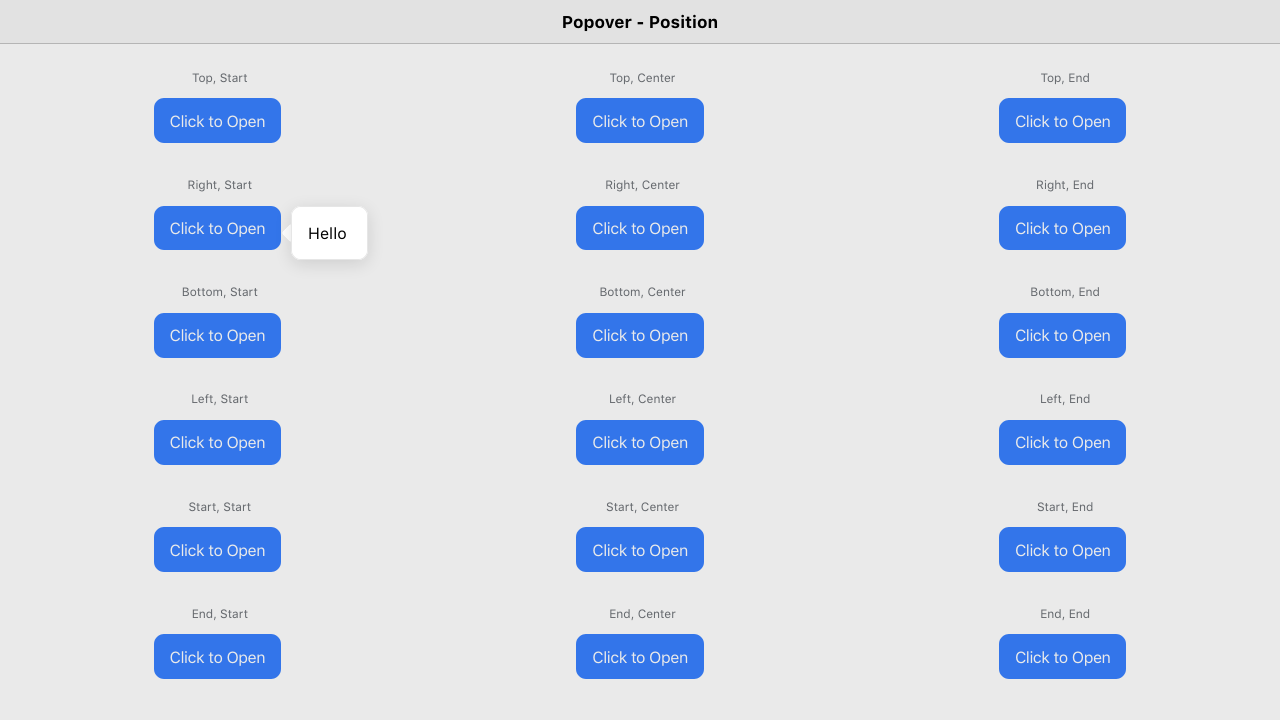 Popover - Position
Top, Start
Top, Center
Top, End
Click to Open
Click to Open
Click to Open
Right, Start
Right, Center
Right, End
Click to Open
Hello
Click to Open
Click to Open
Bottom, Start
Bottom, Center
Bottom, End
Click to Open
Click to Open
Click to Open
Left, Start
Left, Center
Left, End
Click to Open
Click to Open
Click to Open
Start, Start
Start, Center
Start, End
Click to Open
Click to Open
Click to Open
End, Start
End, Center
End, End
Click to Open
Click to Open
Click to Open